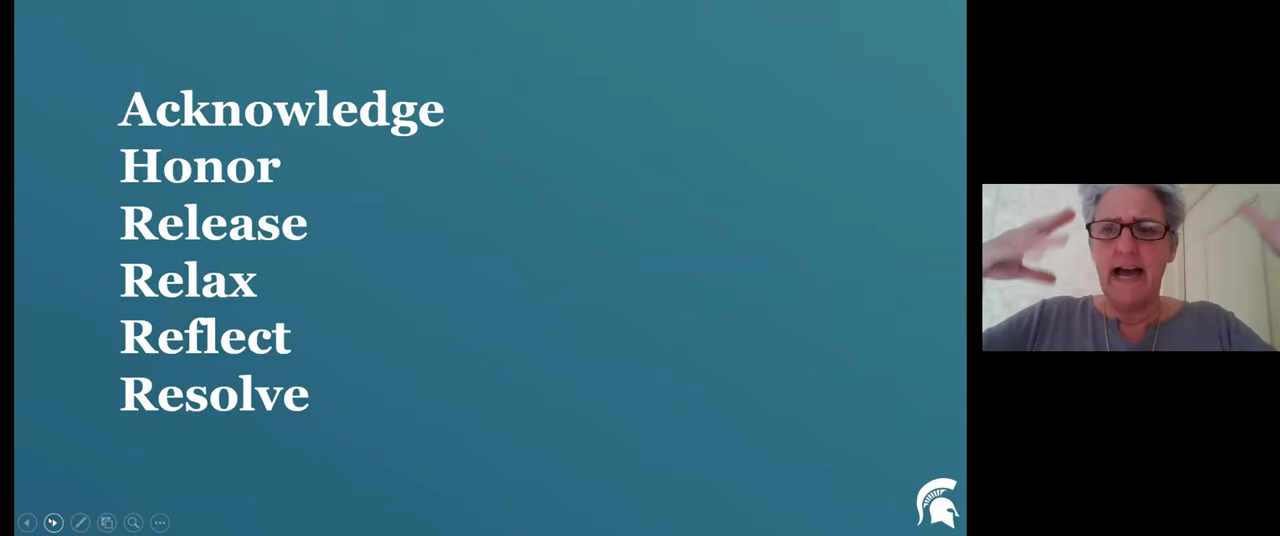 Acknowledge
Honor
Release
Relax
Reflect
Resolve